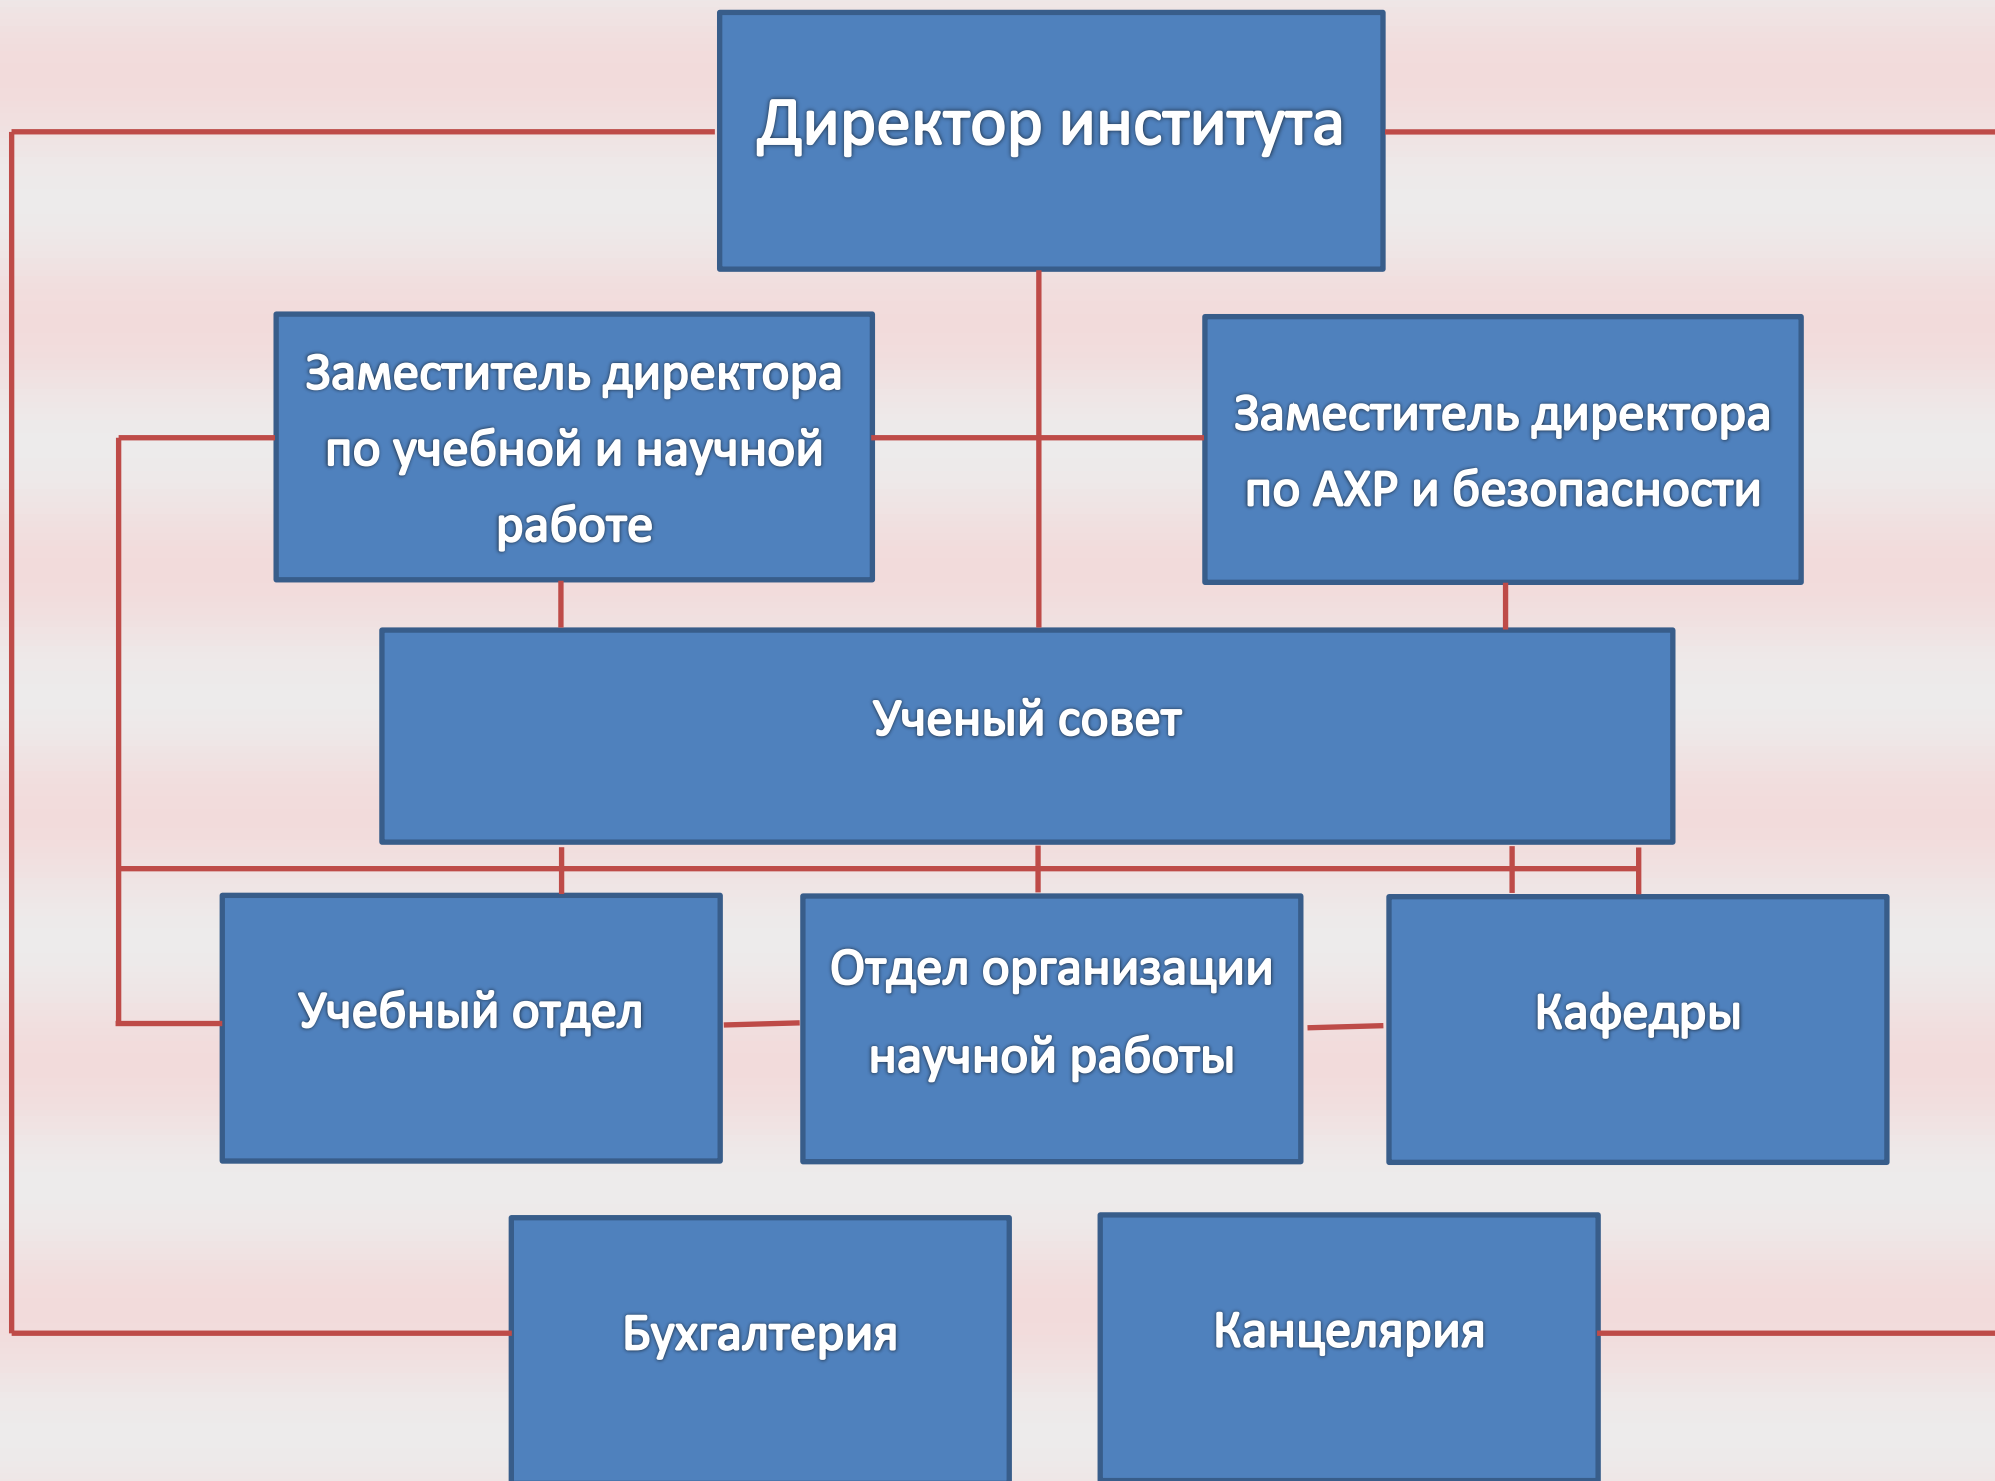 Директор института
Заместитель директора
по учебной и научной
работе
Заместитель директора
по АХР и безопасности
Ученый совет
Учебный отдел
Отдел организации
научной работы
Кафедры
Бухгалтерия
Канцелярия